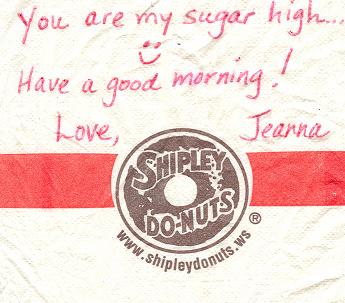 You are my sugar high...
Have a good morning!
Love, Jeanna
SHIPLEY
DO-NUTS
®
www.shipleydonuts.ws